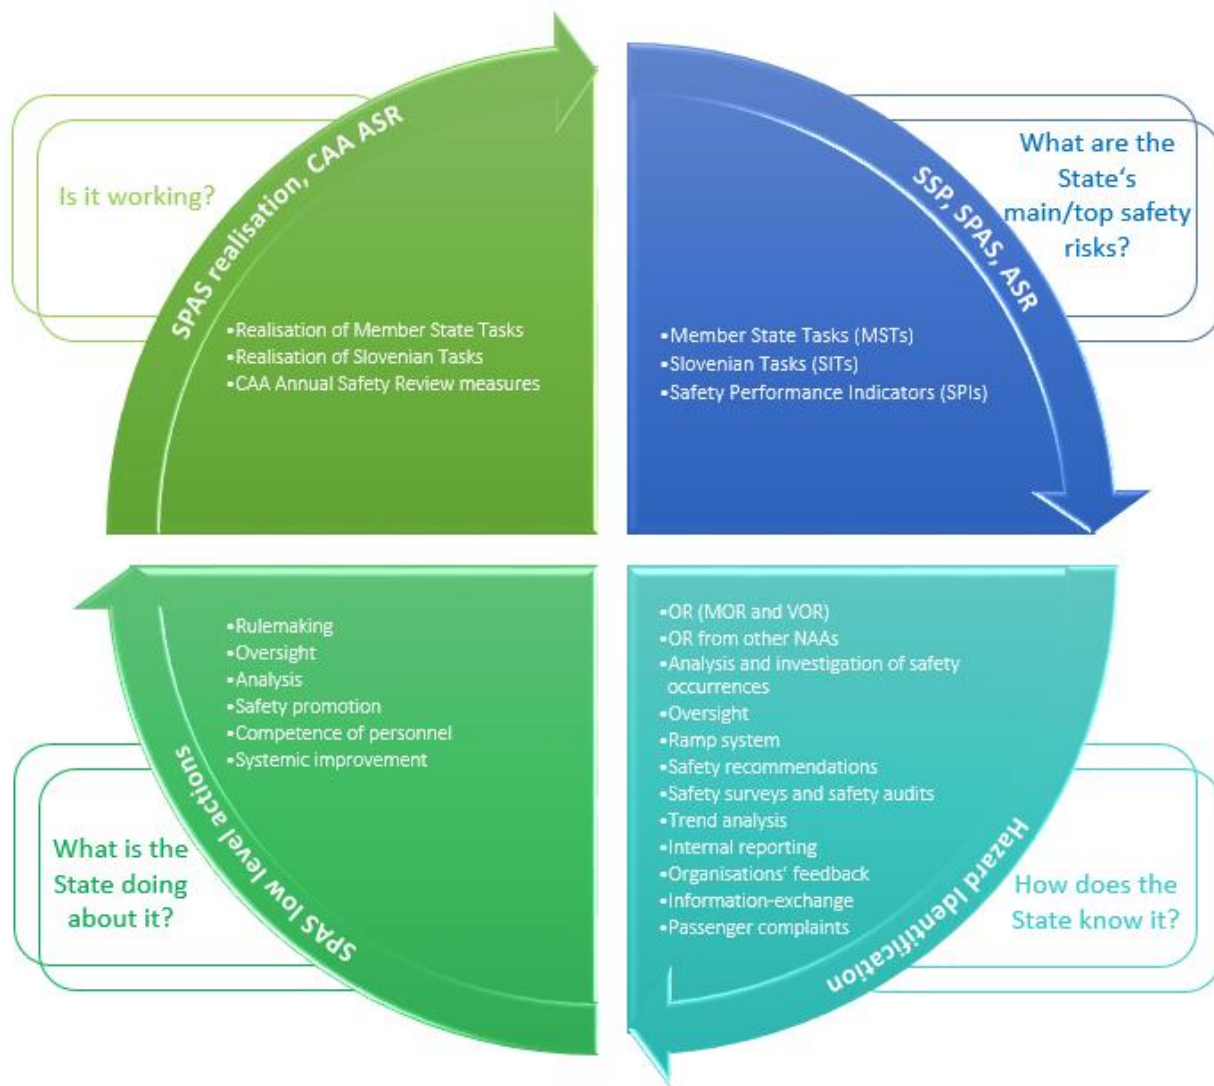 Is it working?
SPAS realisation, CAA ASR
•Realisation of Member State Tasks
•Realisation of Slovenian Tasks
•CAA Annual Safety Review measures
What are the
State‘s
main/top safety
risks?
SSP, SPAS, ASR
•Member State Tasks (MSTs)
•Slovenian Tasks (SITs)
•Safety Performance Indicators (SPIs)
•OR (MOR and VOR)
•OR from other NAAs
•Analysis and investigation of safety
occurrences
•Oversight
•Ramp system
•Safety recommendations
•Safety surveys and safety audits
•Trend analysis
•Internal reporting
•Organisations’ feedback
•Information-exchange
•Passenger complaints
Hazard Identification
How does the
State know it?
•Rulemaking
•Oversight
•Analysis
•Safety promotion
•Competence of personnel
•Systemic improvement
SPAS low level actions
What is the
State doing
about it?